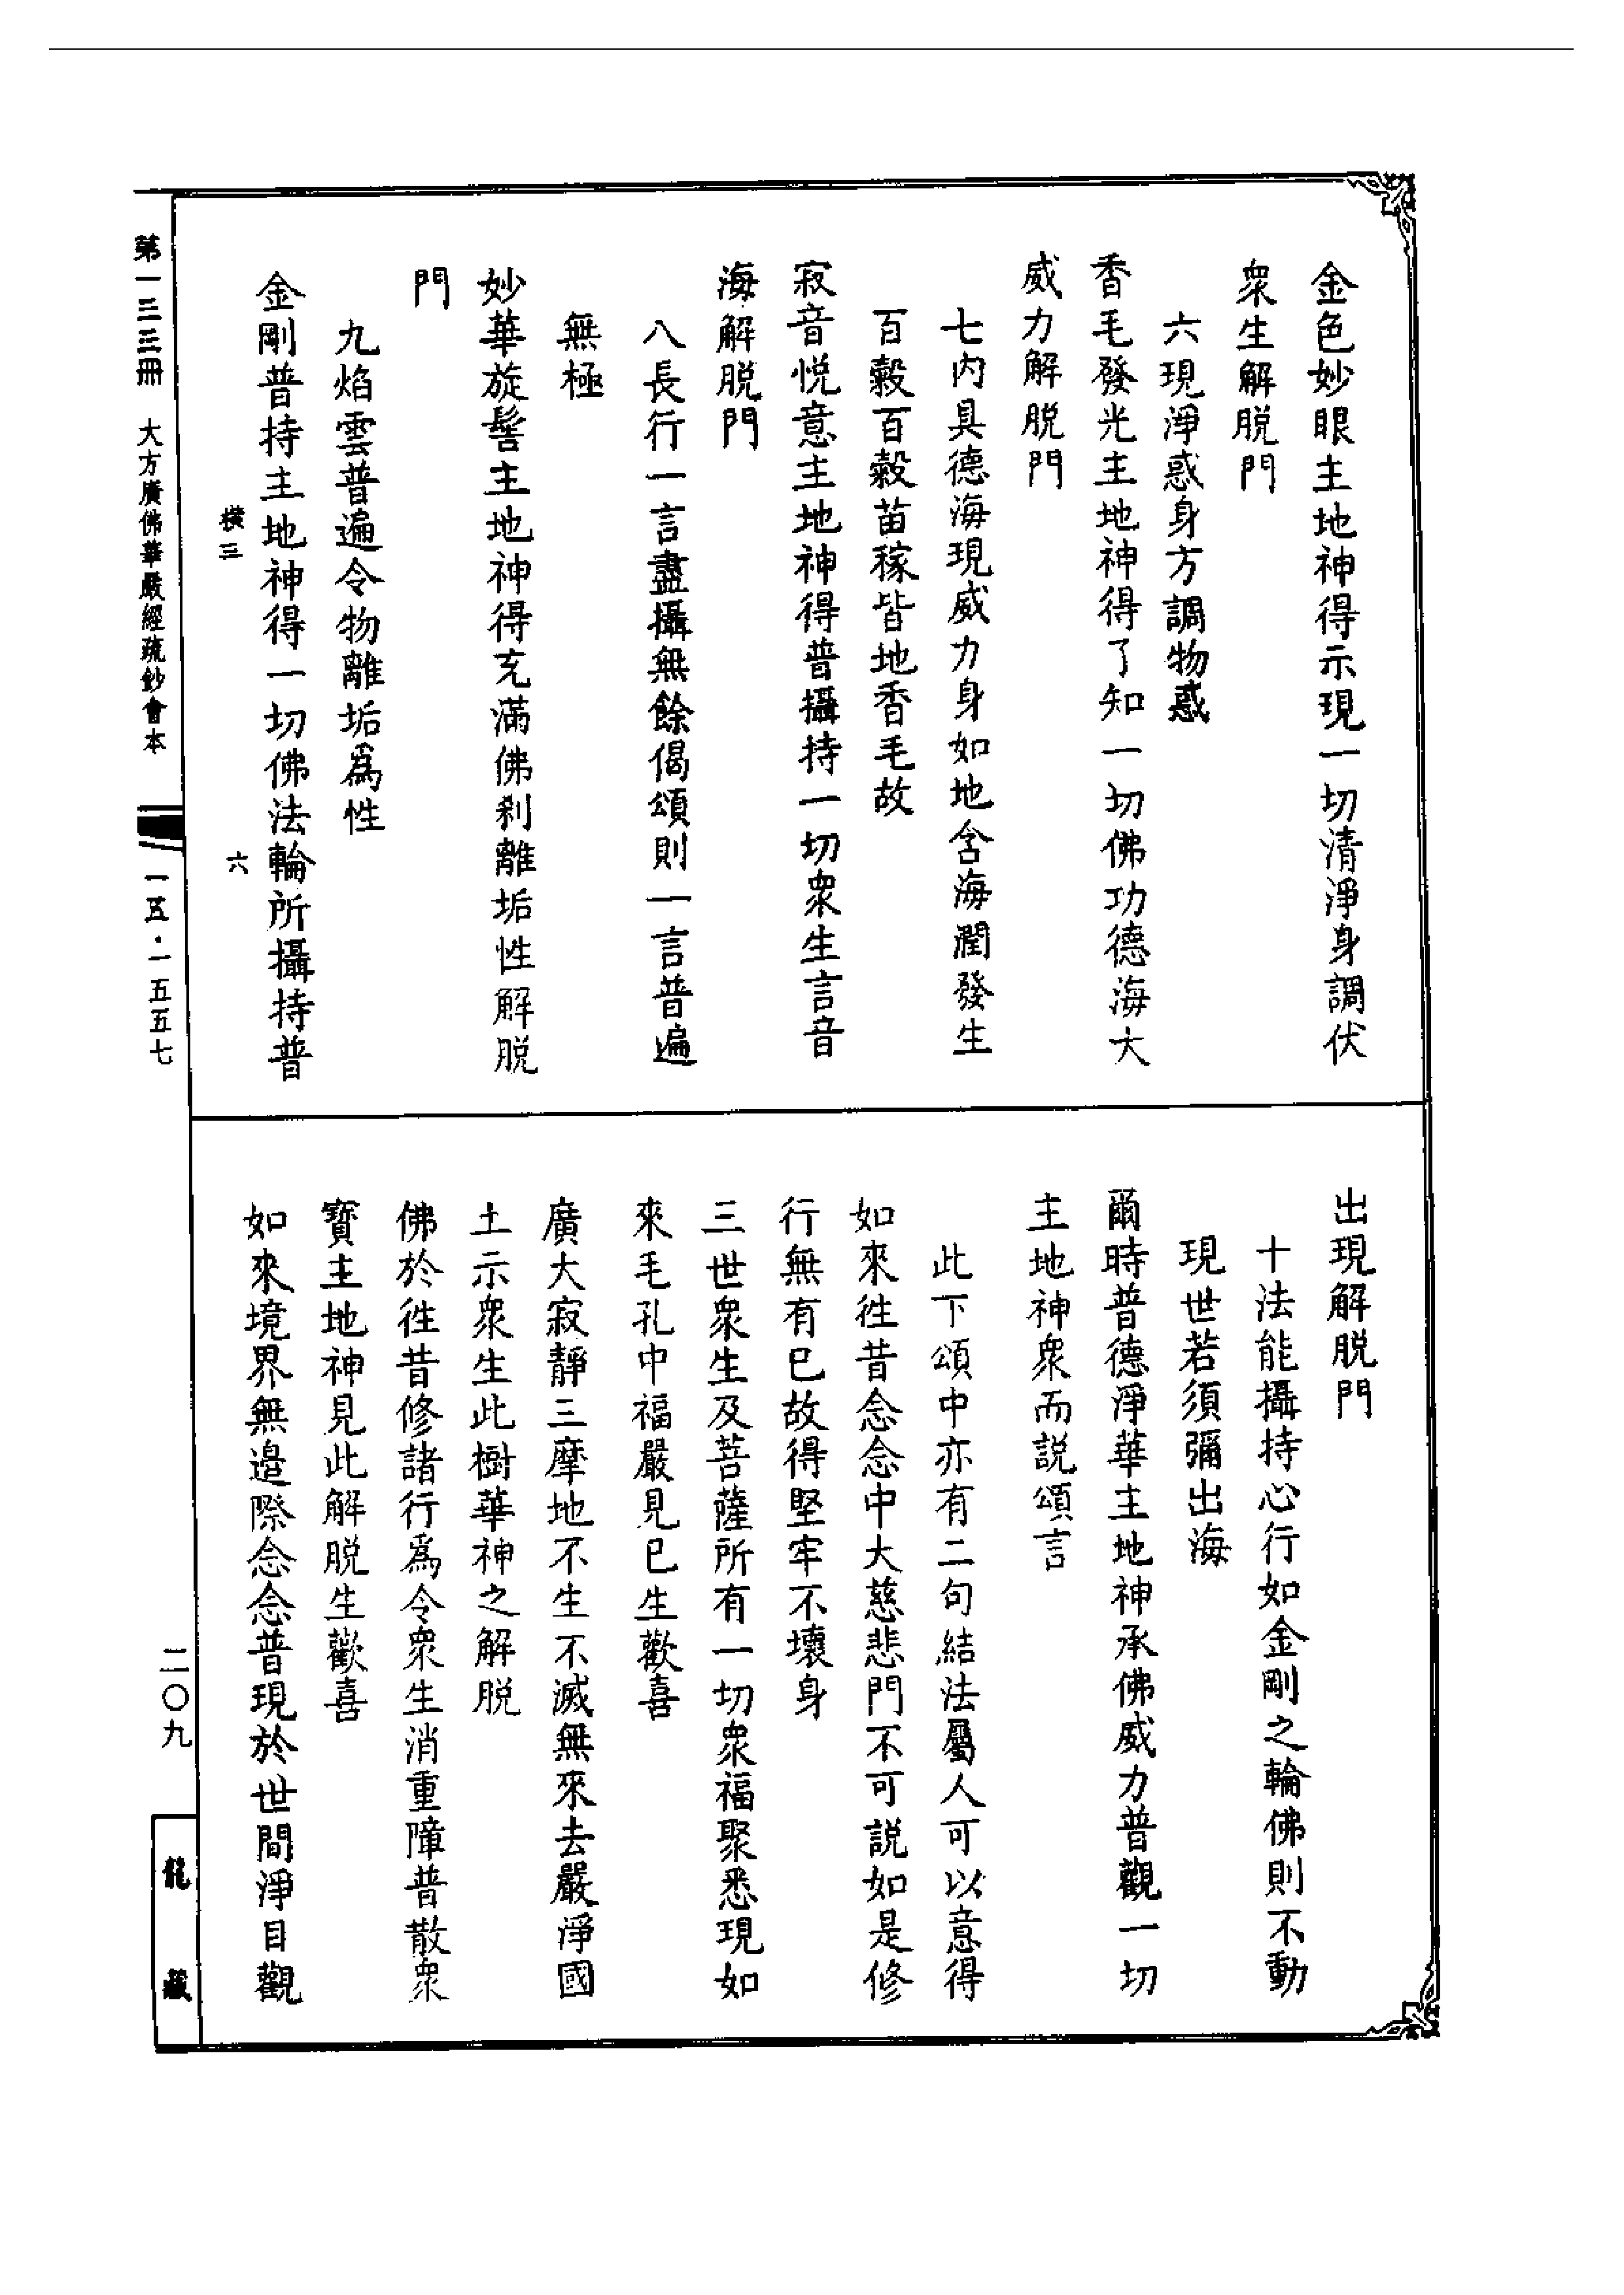 金色妙眼主地神得示現一切清淨身調伏
衆生解脱門
六現淨惑身方調物惑
香毛發光主地神得了知一切佛功德海大
威力解脱門
七内具德海現威力身如地含海潤發生
百穀百穀苗稼皆地香毛故
寂音悦意主地神得普攝持一切衆生言音
海解脱門
八長行一言盡攝無餘偈頌則一言普遍
無極
妙華旋髻主地神得充滿佛刹離垢性解脱
門
九焰雲普遍令物離垢爲性
金剛普持主地神得一切佛法輪所攝持普
横三 六
出現解脱門
十法能攝持心行如金剛之輪佛則不動
現世若須彌出海
爾時普德淨華主地神承佛威力普觀一切
主地神衆而説頌言
此下頌中亦有二句結法屬人可以意得
如來徃昔念念中大慈悲門不可説如是修
行無有已故得堅牢不壞身
三世衆生及菩薩所有一切衆福聚悉現如
來毛孔中福嚴見已生歡喜
廣大寂靜三摩地不生不滅無來去嚴淨國
土示衆生此樹華神之解脱
佛於徃昔修諸行爲令衆生消重障普散衆
寶主地神見此解脱生歡喜
如來境界無邊際念念普現於世間淨目觀
第一三三冊 大方廣佛華嚴經疏鈔會本
一五·一五五七
二〇九
龍藏